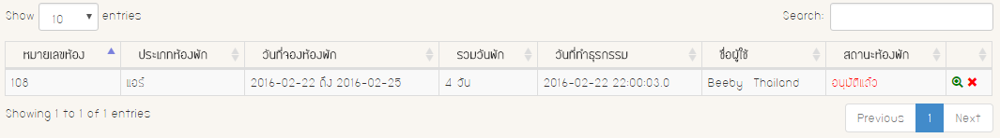 Show 10 entries Search:
หมายเลขห้อง ประเภทห้องพัก วันที่จองห้องพัก รวมวันพัก วันที่ทำธุรกรรม ชื่อผู้ใช้ สถานะห้องพัก
108 แอร์ 2016-02-22 ถึง 2016-02-25 4 วัน 2016-02-22 22:00:03.0 Beeby Thailand อนุมัติแล้ว
Showing 1 to 1 of 1 entries Previous 1 Next